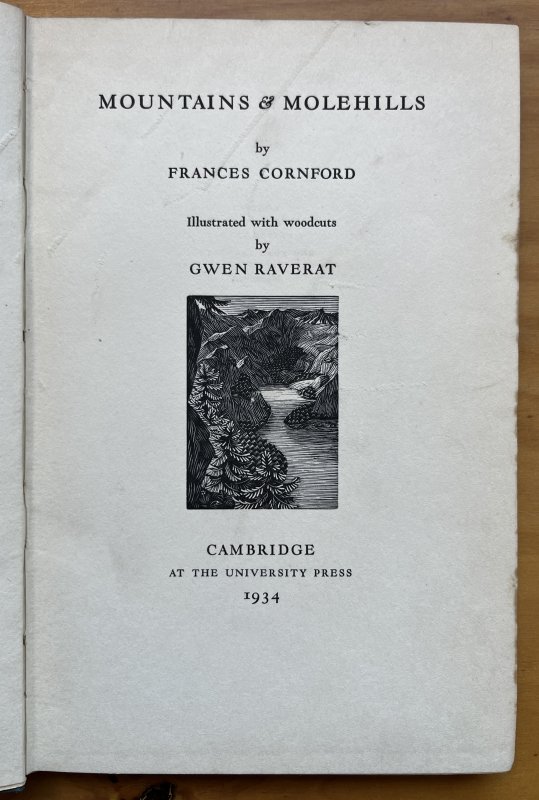 MOUNTAINS & MOLEHILLS
by
FRANCES CORNFORD
Illustrated with woodcuts
by
GWEN RAVERAT
CAMBRIDGE
AT THE UNIVERSITY PRESS
1934